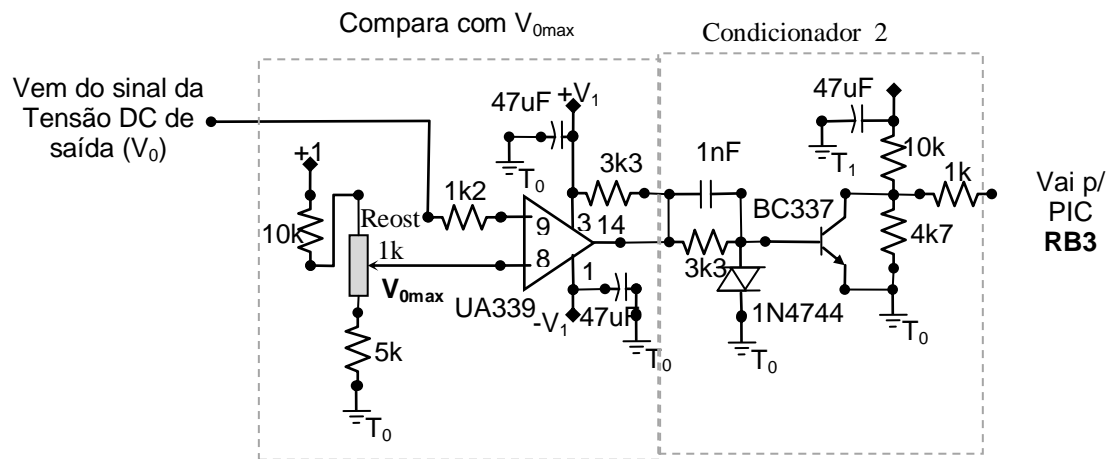 Compara com V0max
Condicionador 2
Vem do sinal da
Tensão DC de
saída (V0)
47uF
+V1
T0
+1
10k
Reost
1k
V0max
5k
T0
1k2
9
8
3
14
1
UA339
-V1
47uF
T0
3k3
1nF
3k3
BC337
1N4744
T0
47uF
T1
10k
1k
4k7
T0
Vai p/
PIC
RB3